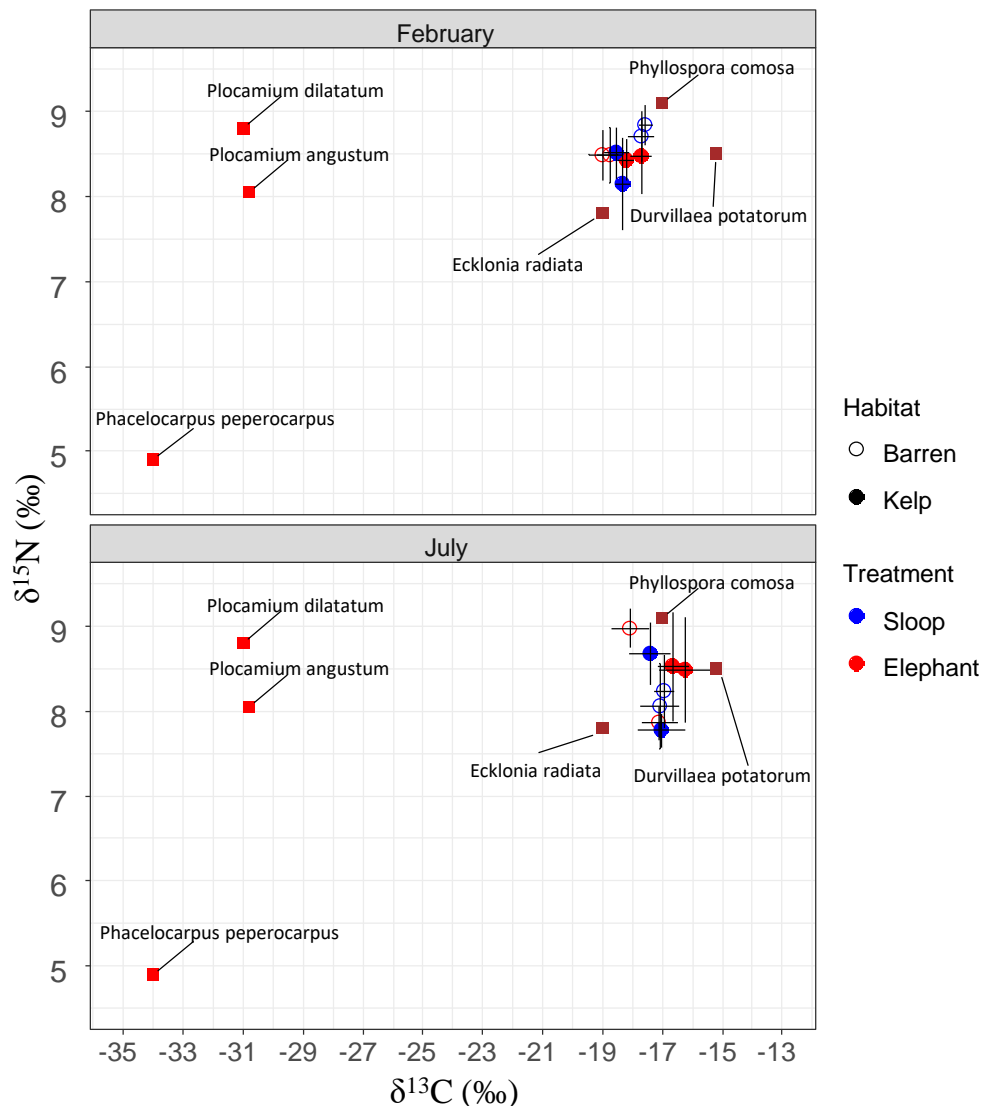 February
Phyllospora comosa
Plocamium dilatatum
9
Plocamium angustum
8
Durvillaea potatorum
Ecklonia radiata
7
6
Phacelocarpus peperocarpus
5
Habitat
Barren
Kelp
Treatment
Sloop
Elephant
δ¹⁵N (‰)
July
Phyllospora comosa
Plocamium dilatatum
9
Plocamium angustum
8
Ecklonia radiata
Durvillaea potatorum
7
6
Phacelocarpus peperocarpus
5
-35 -33 -31 -29 -27 -25 -23 -21 -19 -17 -15 -13
δ¹³C (‰)